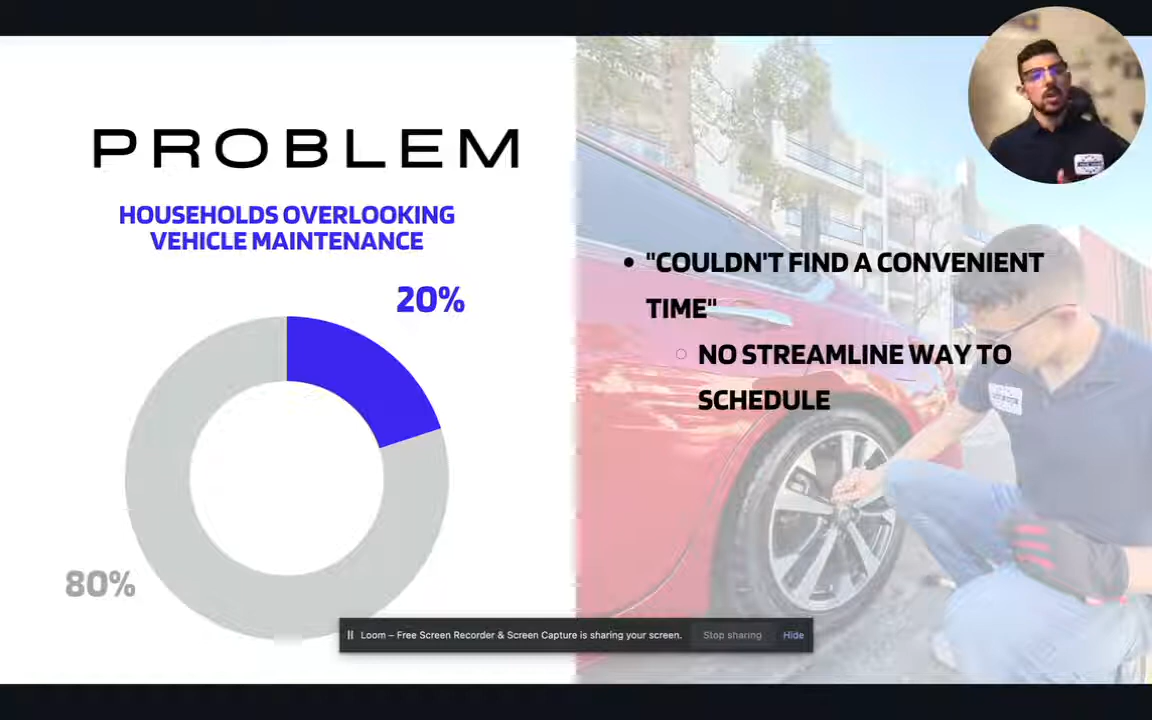 PROBLEM
HOUSEHOLDS OVERLOOKING
VEHICLE MAINTENANCE
20%
80%
"COULDN'T FIND A CONVENIENT
TIME"
NO STREAMLINE WAY TO
SCHEDULE
Loom – Free Screen Recorder & Screen Capture is sharing your screen.
Stop sharing
Hide